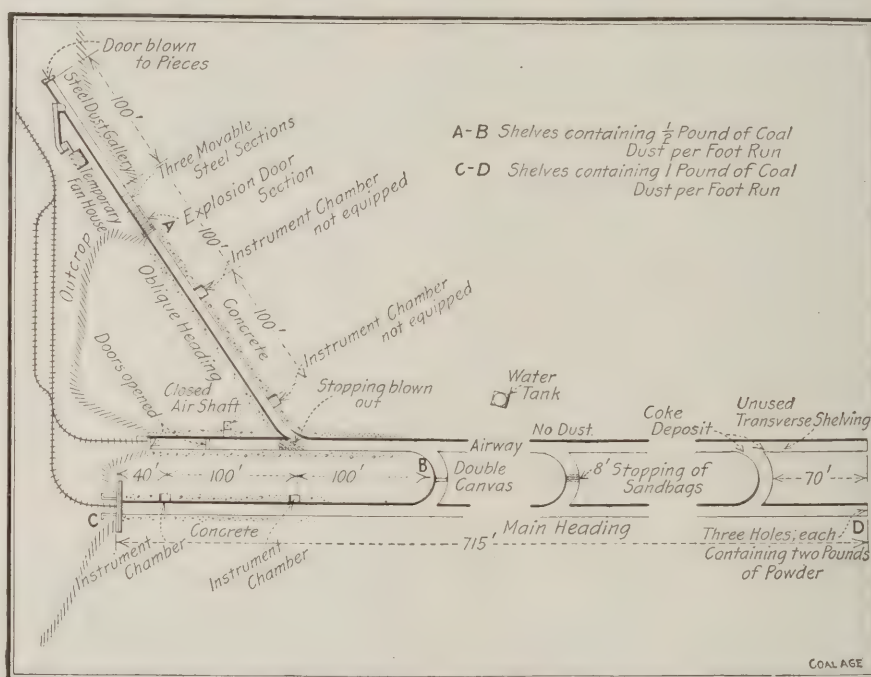 Door blown
to Pieces
Steel Dust Gallery
100'
Three Movable
Steel Sections
Explosion Door
Section
A
Temporary
Fan House
100'
Instrument Chamber
not equipped
Outcrop
Oblique Heading
Concrete
100'
Instrument Chamber
not equipped
A-B Shelves containing ½ Pound of Coal
Dust per Foot Run
C-D Shelves containing 1 Pound of Coal
Dust per Foot Run
Doors opened
Closed
Air Shaft
Stopping blown
out
Water
Tank
No Dust.
Airway
Coke
Deposit
Unused
Transverse Shelving
40'
100'
100'
B
Double
Canvas
8' Stopping of
Sandbags
70'
C
Instrument
Chamber
Concrete
Instrument
Chamber
Main Heading
715'
D
Three Holes, each
Containing two Pounds
of Powder
COAL AGE